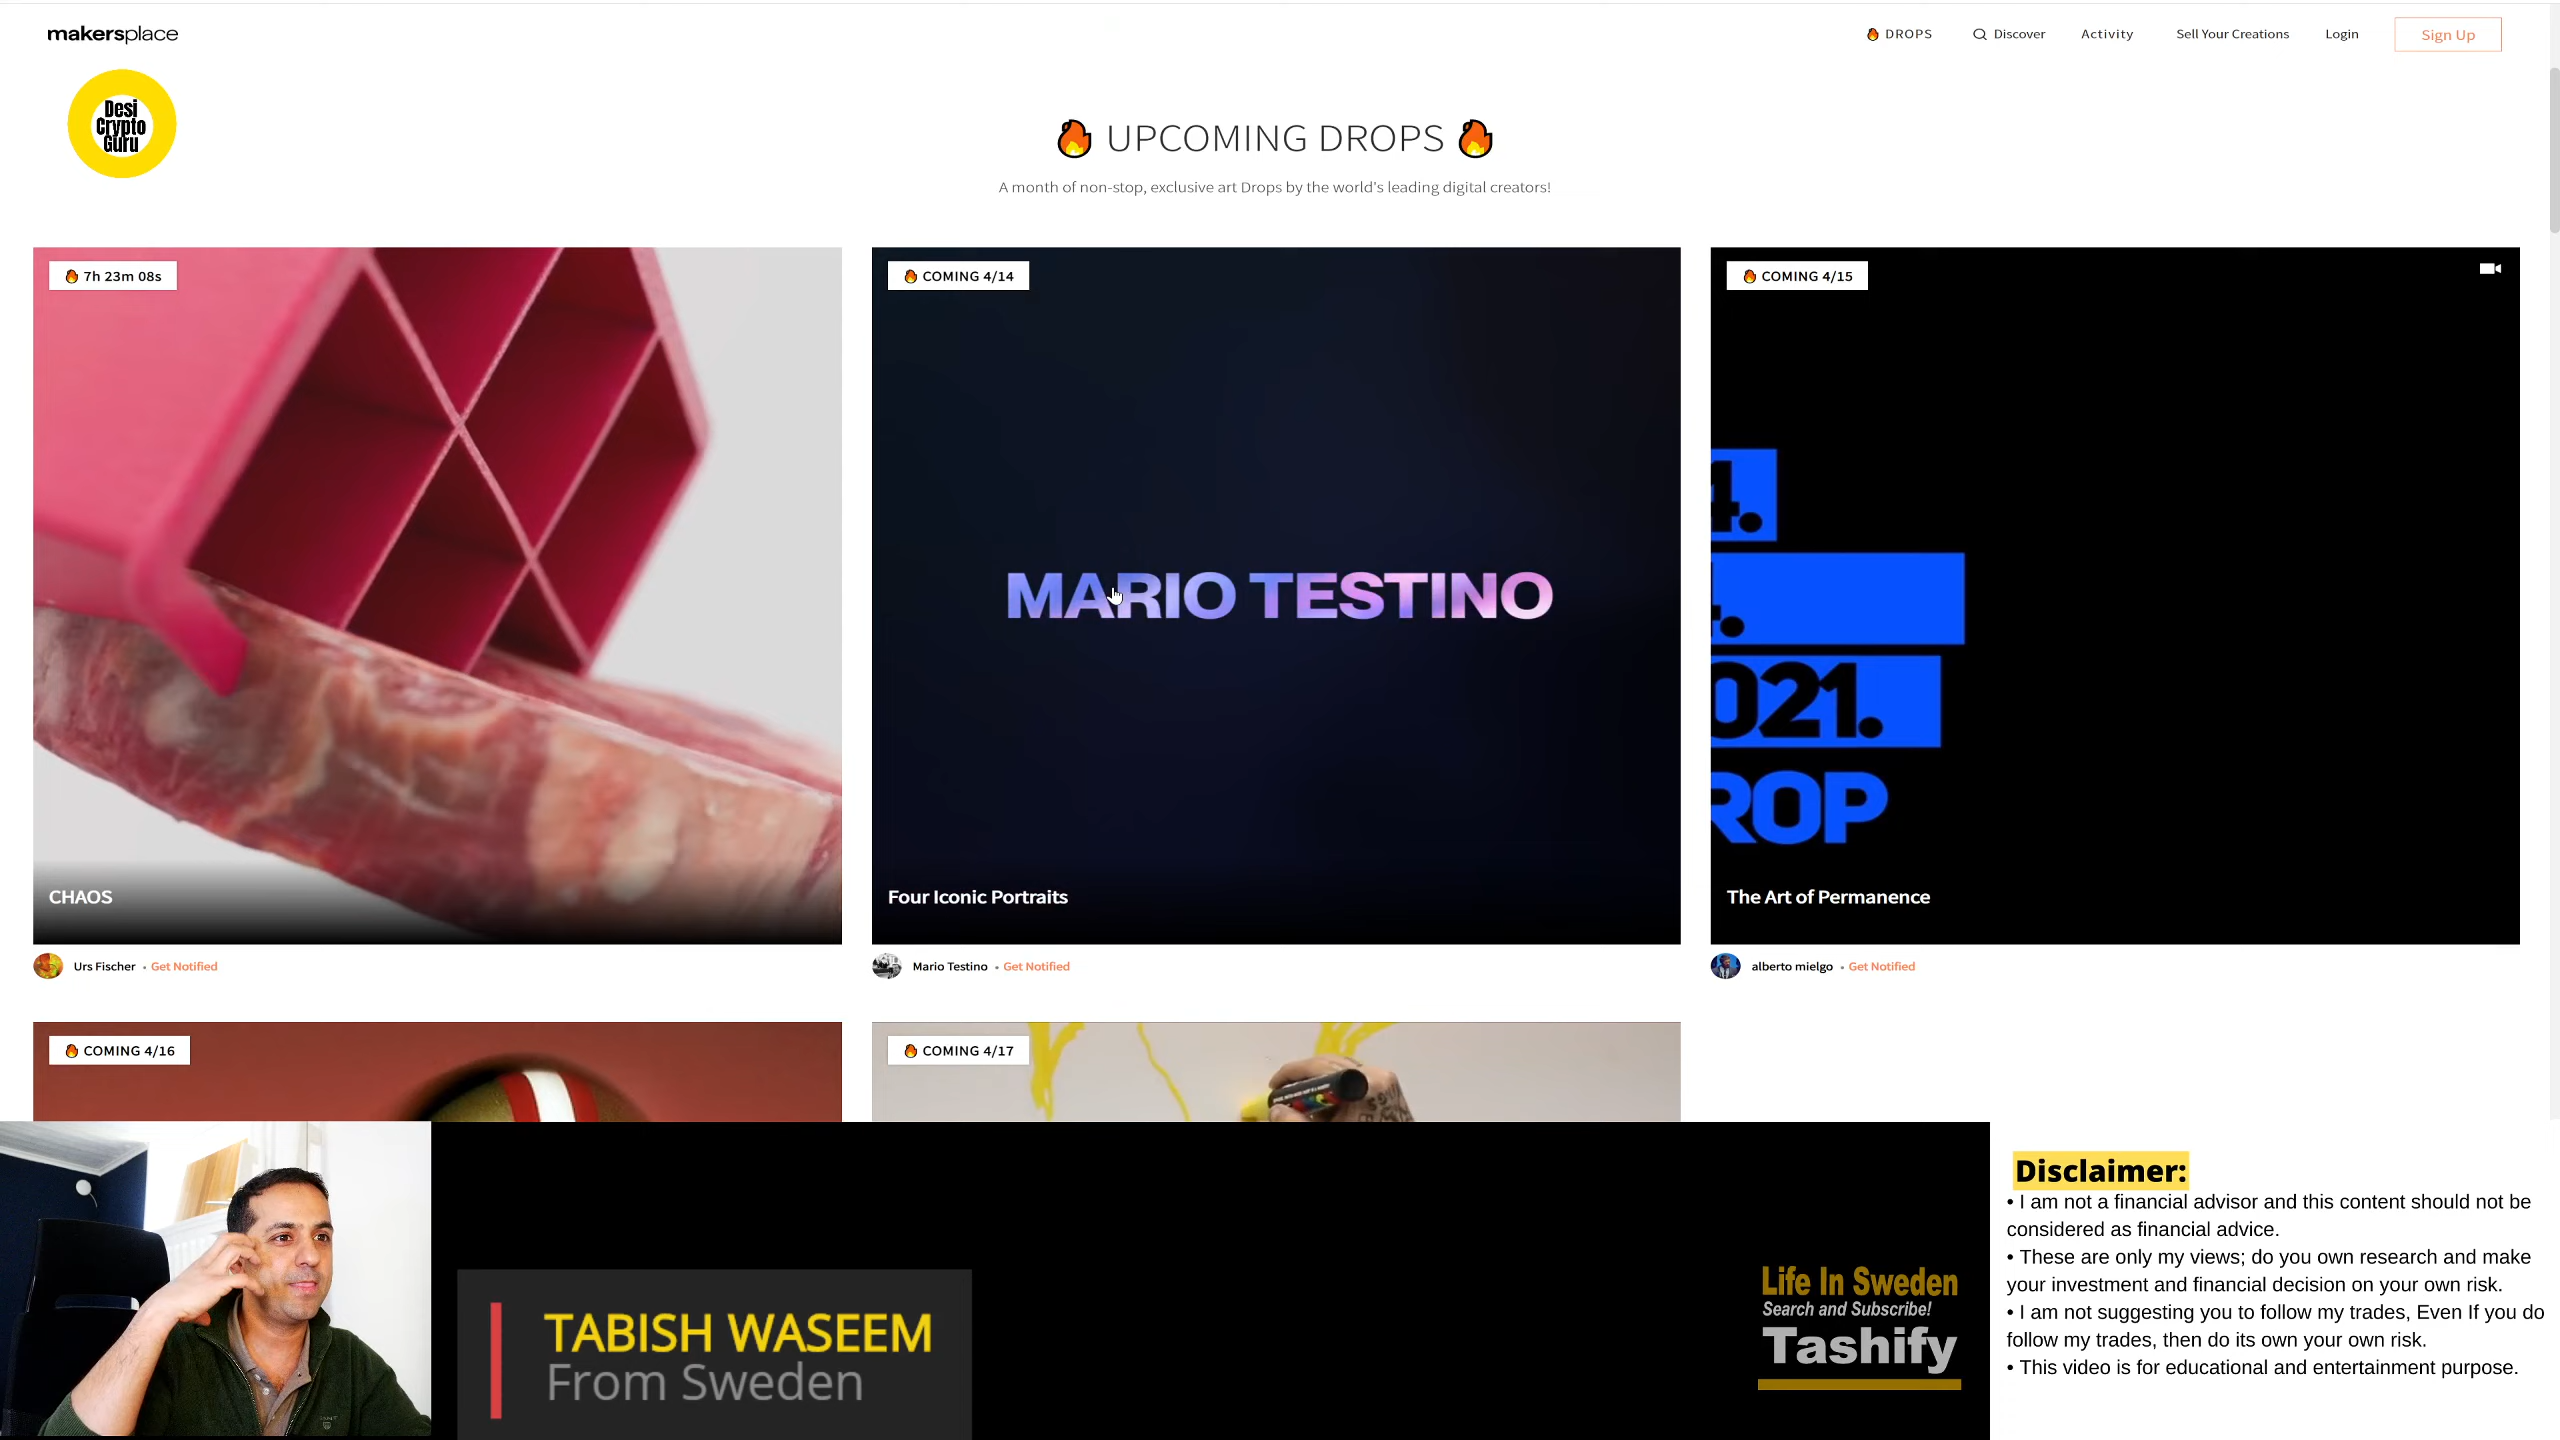 makersplace
DROPS
Discover
Activity
Sell Your Creations
Login
Sign Up
Desi
Crypto
Guru
UPCOMING DROPS
A month of non-stop, exclusive art Drops by the world's leading digital creators!
7h 23m 08s
CHAOS
Urs Fischer • Get Notified
COMING 4/14
MARIO TESTINO
Four Iconic Portraits
Mario Testino • Get Notified
COMING 4/15
4.
4.
021.
ROP
The Art of Permanence
alberto mielgo • Get Notified
COMING 4/16
COMING 4/17
TABISH WASEEM
From Sweden
Life In Sweden
Search and Subscribe!
Tashify
Disclaimer:
• I am not a financial advisor and this content should not be
considered as financial advice.
• These are only my views; do you own research and make
your investment and financial decision on your own risk.
• I am not suggesting you to follow my trades, Even If you do
follow my trades, then do its own your own risk.
• This video is for educational and entertainment purpose.